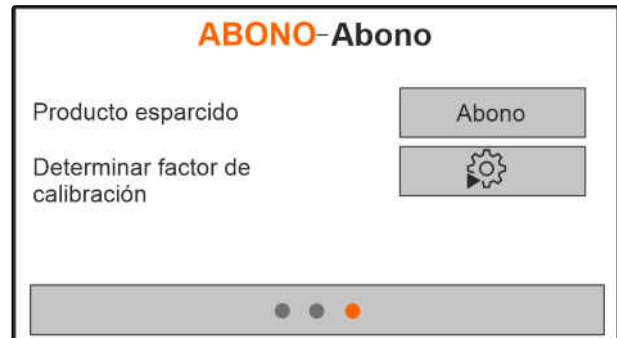 ABONO-Abono
Producto esparcido
Abono
Determinar factor de
calibración